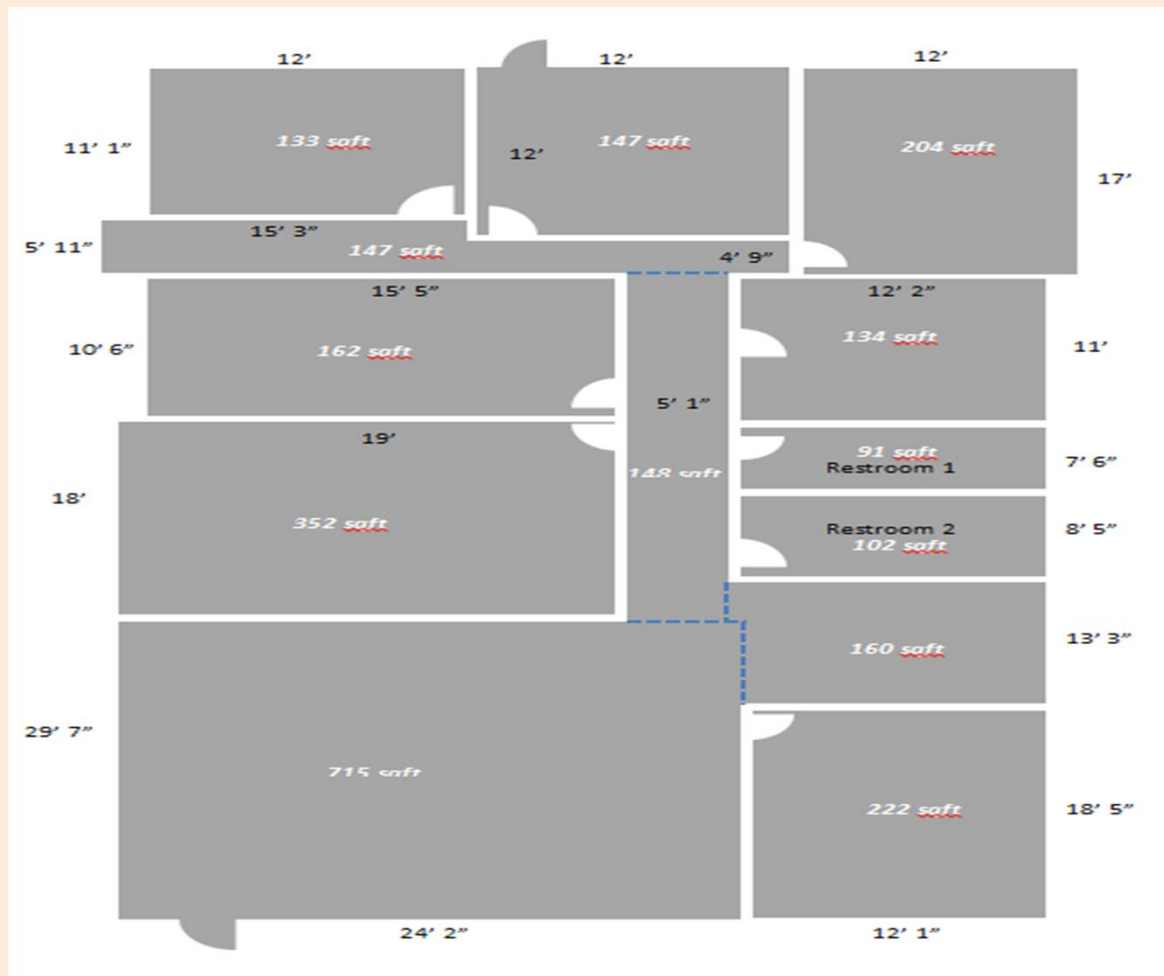 12’ 12’ 12’
11’ 1” 133 sqft 12’ 147 sqft 204 sqft 17’
5’ 11” 15’ 3” 147 sqft 4’ 9”
15’ 5” 12’ 2”
10’ 6” 162 sqft 134 sqft 11’
5’ 1”
19’ 91 sqft
Restroom 1 7’ 6”
18’ 148 sqft
352 sqft Restroom 2 8’ 5”
102 sqft
160 sqft 13’ 3”
29’ 7” 715 sqft
222 sqft 18’ 5”
24’ 2” 12’ 1”